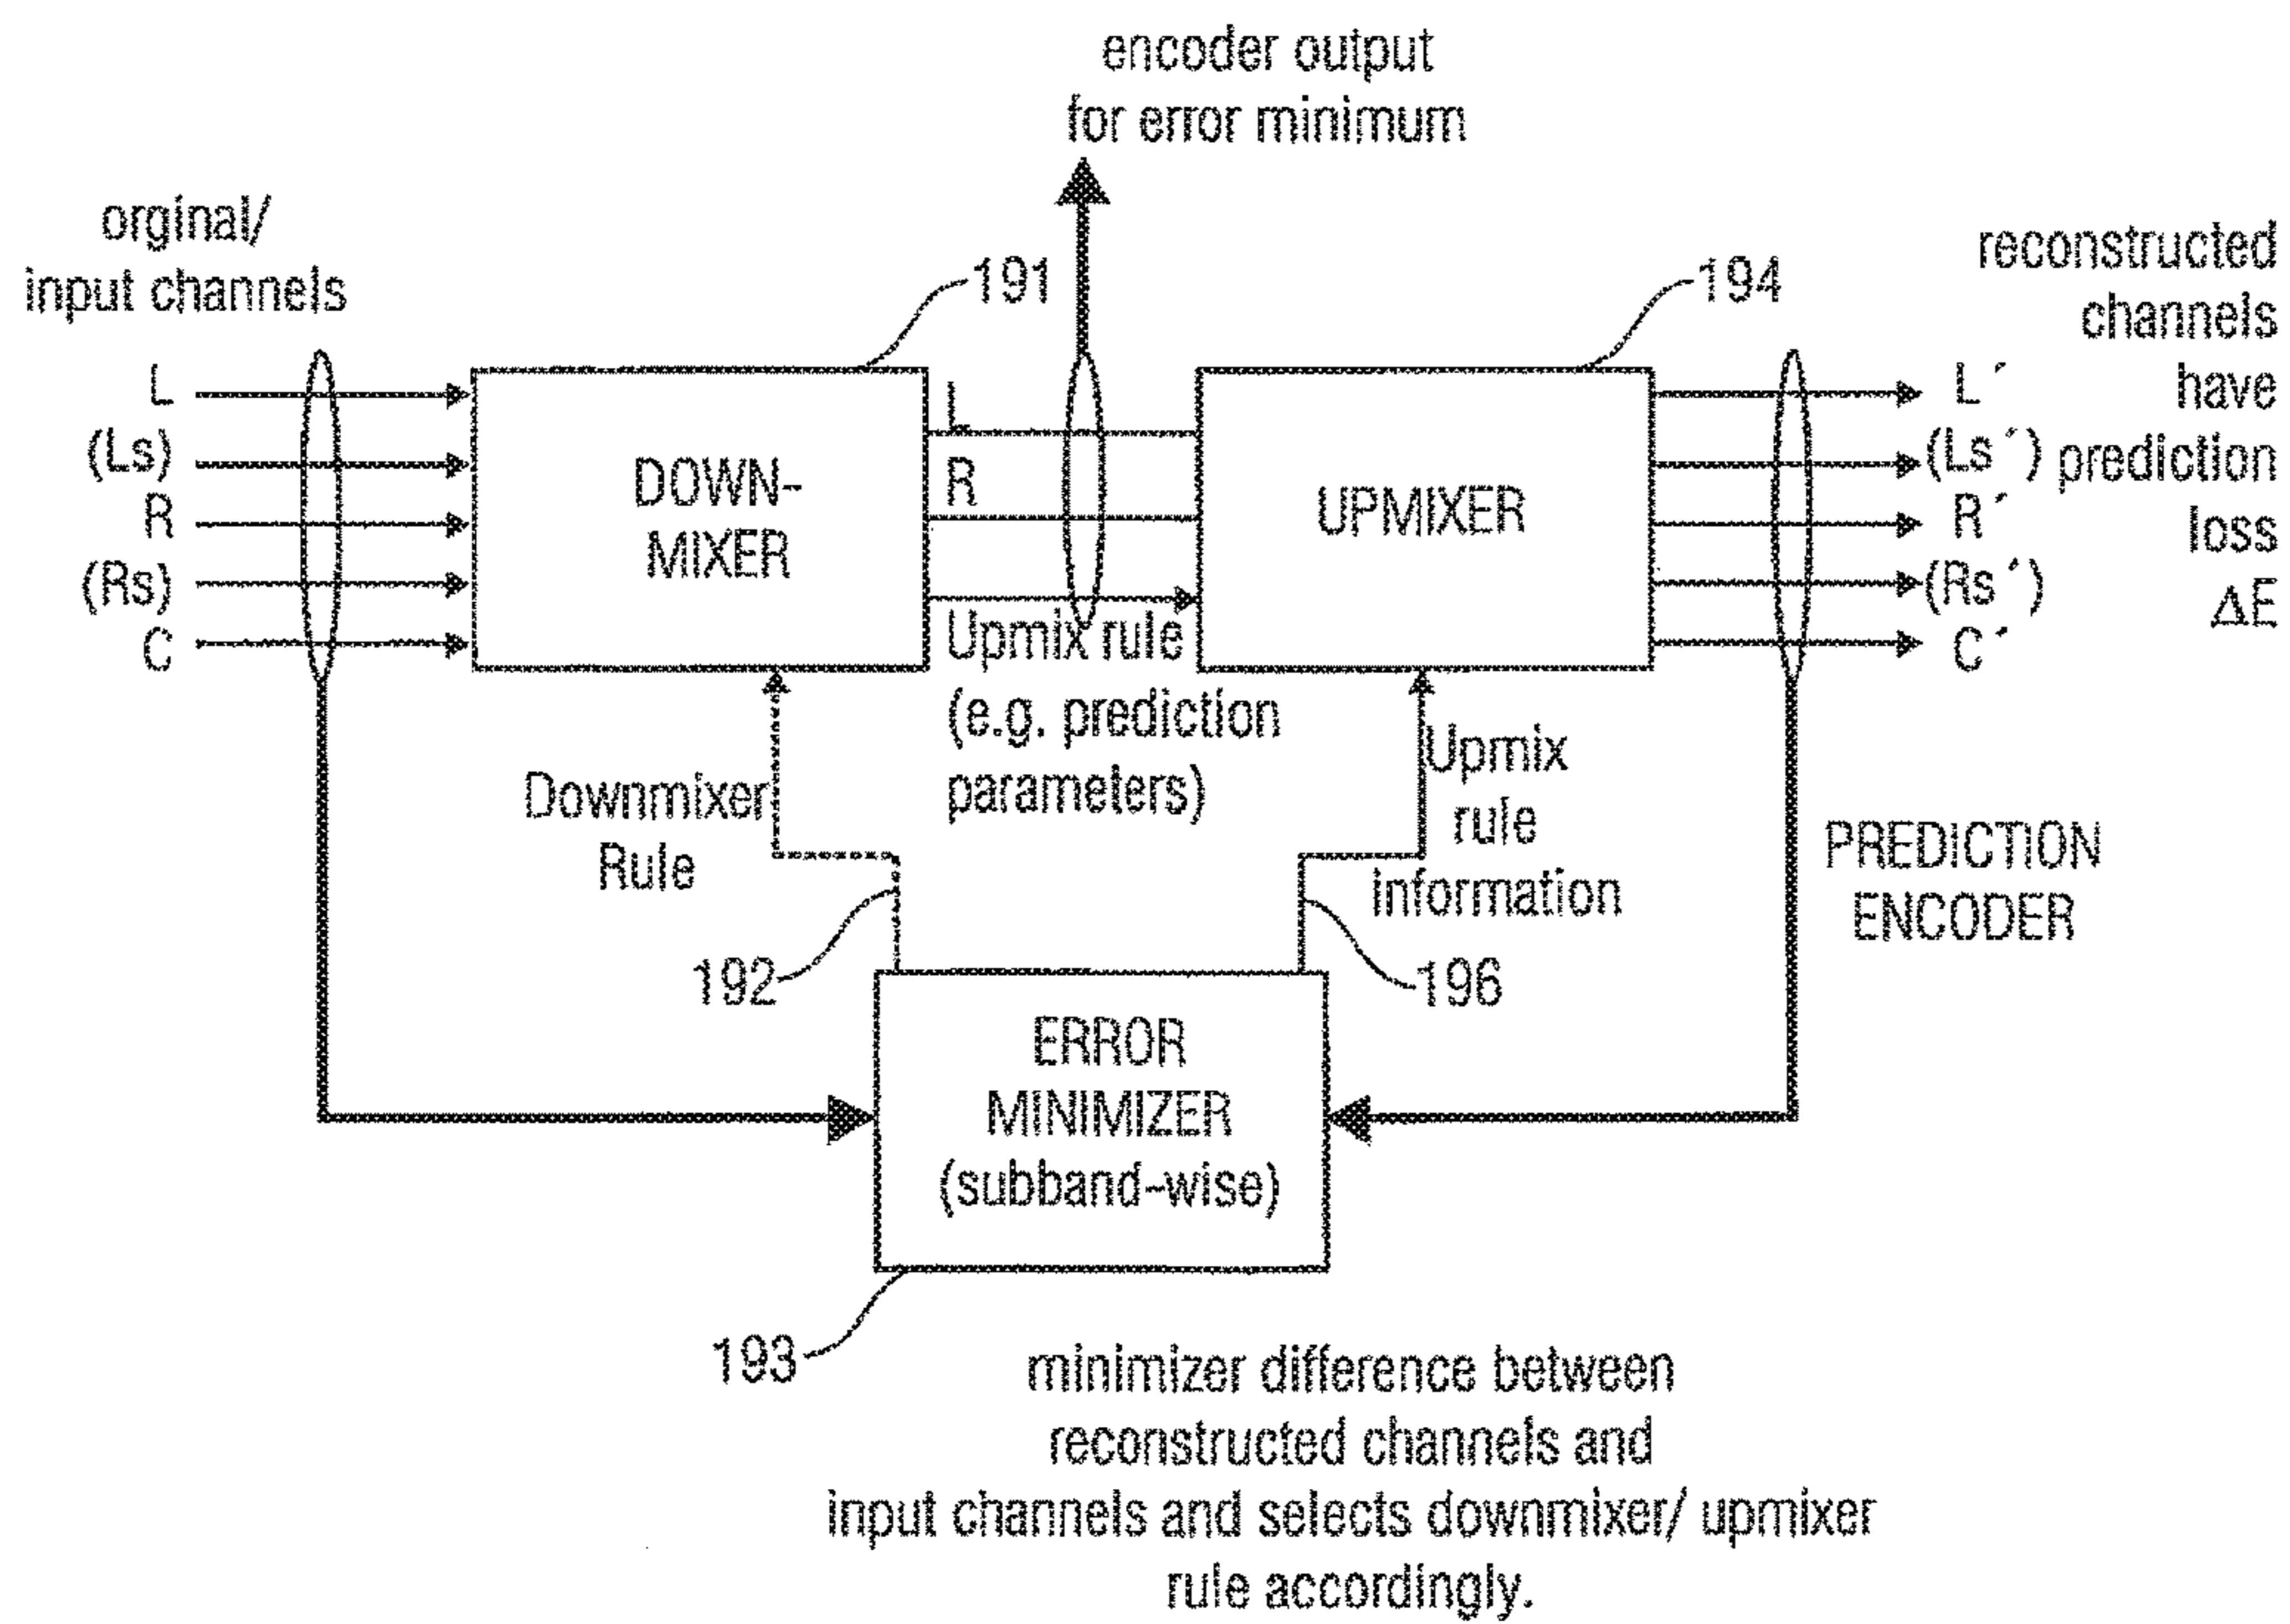 encoder output
for error minimum
orginal/
input channels
191
194
reconstructed
channels
have
prediction
loss
ΔE
L
(Ls)
R
(Rs)
C
DOWN-
MIXER
L
R
Upmix rule
(e.g. prediction
parameters)
UPMIXER
L´
(Ls´)
R´
(Rs´)
C´
Downmixer
Rule
Upmix
rule
information
PREDICTION
ENCODER
192
196
ERROR
MINIMIZER
(subband-wise)
193
minimizer difference between
reconstructed channels and
input channels and selects downmixer/ upmixer
rule accordingly.